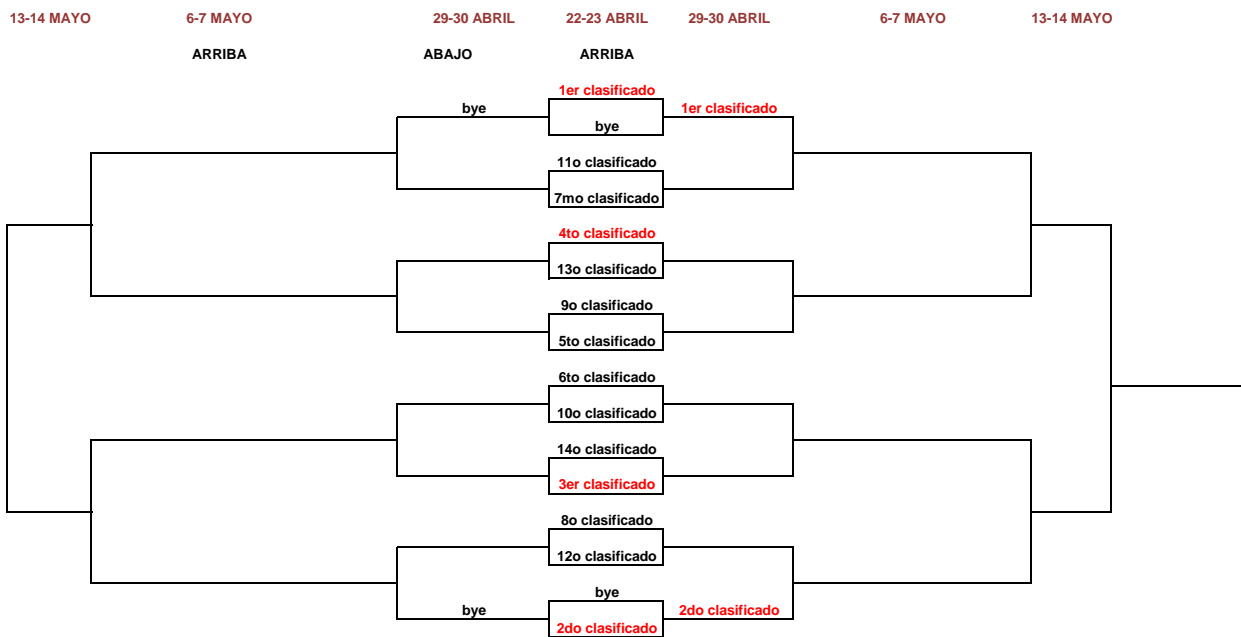 13-14 MAYO 6-7 MAYO 29-30 ABRIL 22-23 ABRIL 29-30 ABRIL 6-7 MAYO 13-14 MAYO
ARRIBA ABAJO ARRIBA
1er clasificado
bye 1er clasificado
bye
11o clasificado
7mo clasificado
4to clasificado
13o clasificado
9o clasificado
5to clasificado
6to clasificado
10o clasificado
14o clasificado
3er clasificado
8o clasificado
12o clasificado
bye
bye 2do clasificado
2do clasificado